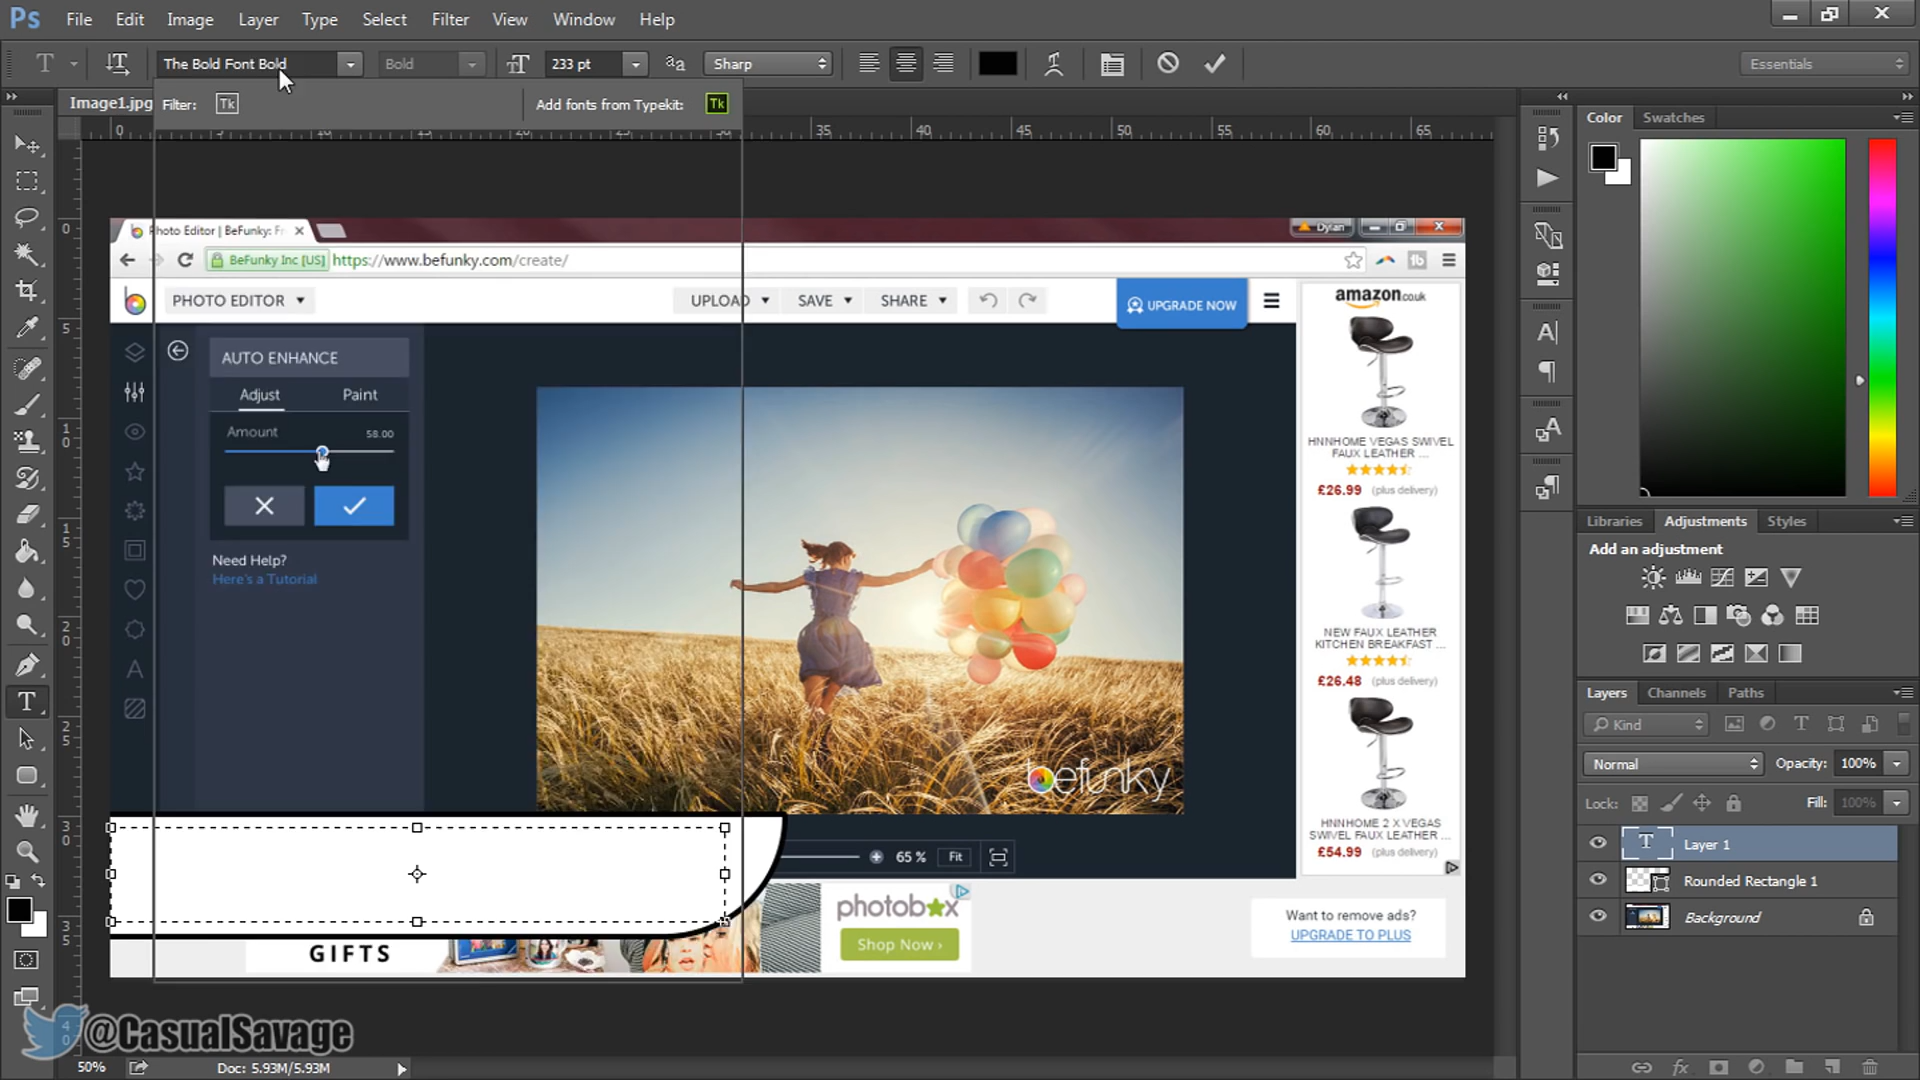 Ps File Edit Image Layer Type Select Filter View Window Help
T The Bold Font Bold Bold 233 pt Sharp Essentials
Image1.jpg Filter: Tk Add fonts from Typekit: Tk
0 10 35 40 45 50 55 60 65
Color Swatches
Photo Editor | BeFunky: Fr
Dylan
BeFunky Inc [US] https://www.befunky.com/create/
PHOTO EDITOR UPLOAD SAVE SHARE UPGRADE NOW
amazon.co.uk
AUTO ENHANCE
Adjust Paint
Amount 58.00
Need Help?
Here's a Tutorial
HNNHOME VEGAS SWIVEL
FAUX LEATHER ...
£26.99 (plus delivery)
NEW FAUX LEATHER
KITCHEN BREAKFAST ...
£26.48 (plus delivery)
HNNHOME 2 X VEGAS
SWIVEL FAUX LEATHER ...
£54.99 (plus delivery)
befunky
65 % Fit
photobox
Shop Now ›
GIFTS
Want to remove ads?
UPGRADE TO PLUS
Libraries Adjustments Styles
Add an adjustment
Layers Channels Paths
Kind
Normal Opacity: 100%
Lock: Fill: 100%
T Layer 1
Rounded Rectangle 1
Background
@CasualSavage
50% Doc: 5.93M/5.93M